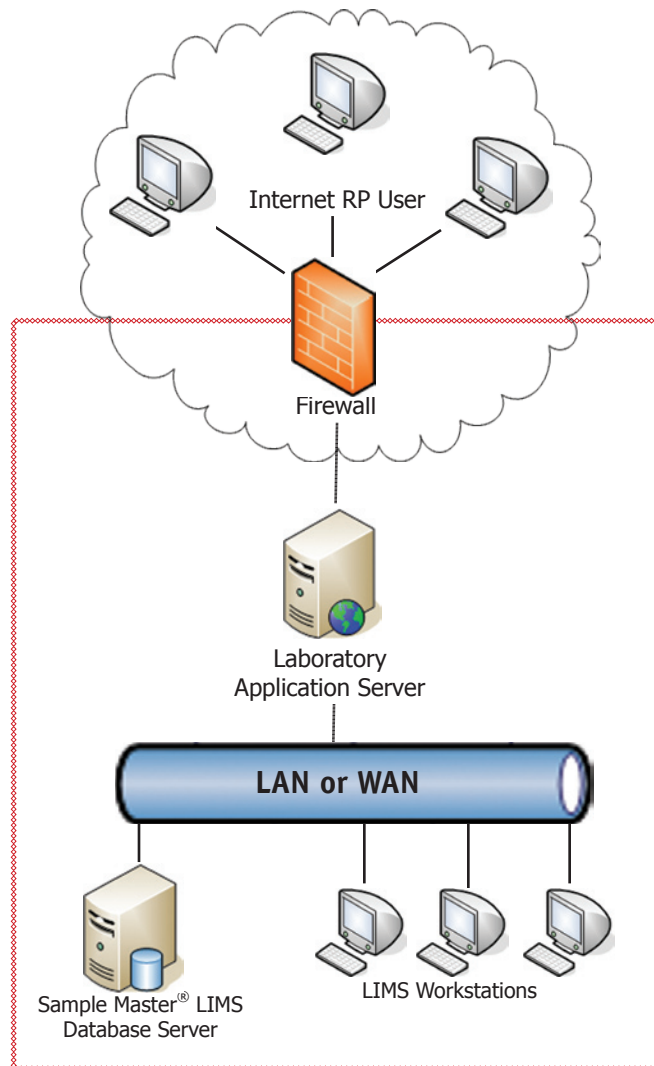 Internet RP User
Firewall
Laboratory
Application Server
LAN or WAN
Sample Master® LIMS
Database Server
LIMS Workstations